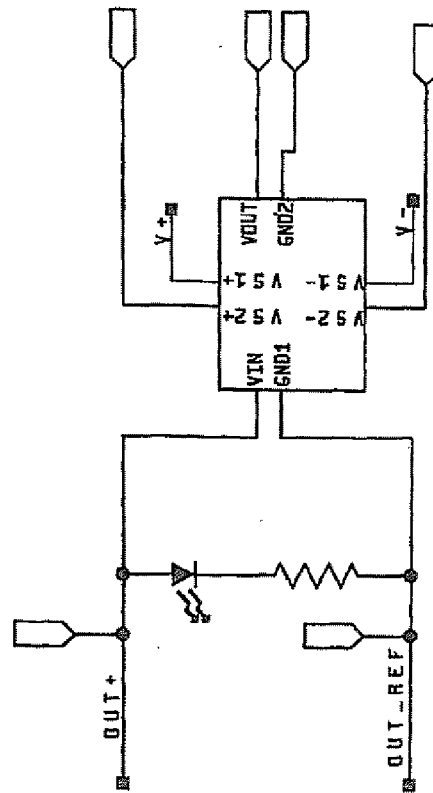 V+
V-
VOUT
GND2
VS1+
VS2+
VS1-
VS2-
VIN
GND1
OUT+
OUT_REF